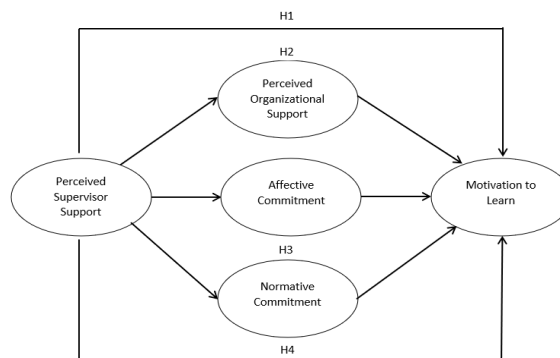 H1
H2
Perceived
Organizational
Support
Perceived
Supervisor
Support
Affective
Commitment
Motivation to
Learn
H3
Normative
Commitment
H4